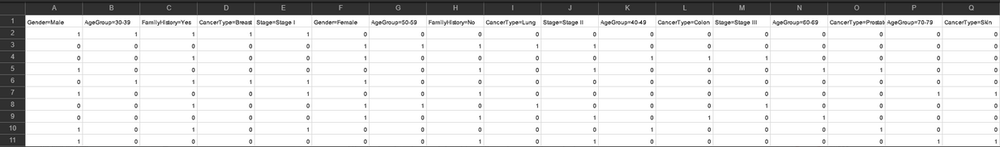 A B C D E F G H I J K L M N O P Q
1 Gender=Male AgeGroup=30-39 FamilyHistory=Yes CancerType=Breast Stage=Stage I Gender=Female AgeGroup=50-59 FamilyHistory=No CancerType=Lung Stage=Stage II AgeGroup=40-49 CancerType=Colon Stage=Stage III AgeGroup=60-69 CancerType=Prostat AgeGroup=70-79 CancerType=Skin
2 1 1 1 1 1 0 0 0 0 0 0 0 0 0 0 0 0
3 0 0 0 0 0 1 1 1 1 1 0 0 0 0 0 0 0
4 0 0 1 0 0 1 0 0 0 0 1 1 1 0 0 0 0
5 1 0 0 0 0 0 0 1 0 1 0 0 0 1 1 0 0
6 0 1 1 1 1 1 0 0 0 0 0 0 0 0 0 0 0
7 1 0 0 0 1 0 0 1 0 0 0 0 0 0 0 1 1
8 0 0 1 0 0 1 1 0 1 0 0 0 1 0 0 0 0
9 0 0 0 0 0 1 0 1 0 1 0 1 0 1 0 0 0
10 1 0 1 0 1 0 0 0 0 0 1 0 0 0 1 0 0
11 1 0 0 0 0 0 0 1 0 1 0 0 0 0 0 1 1